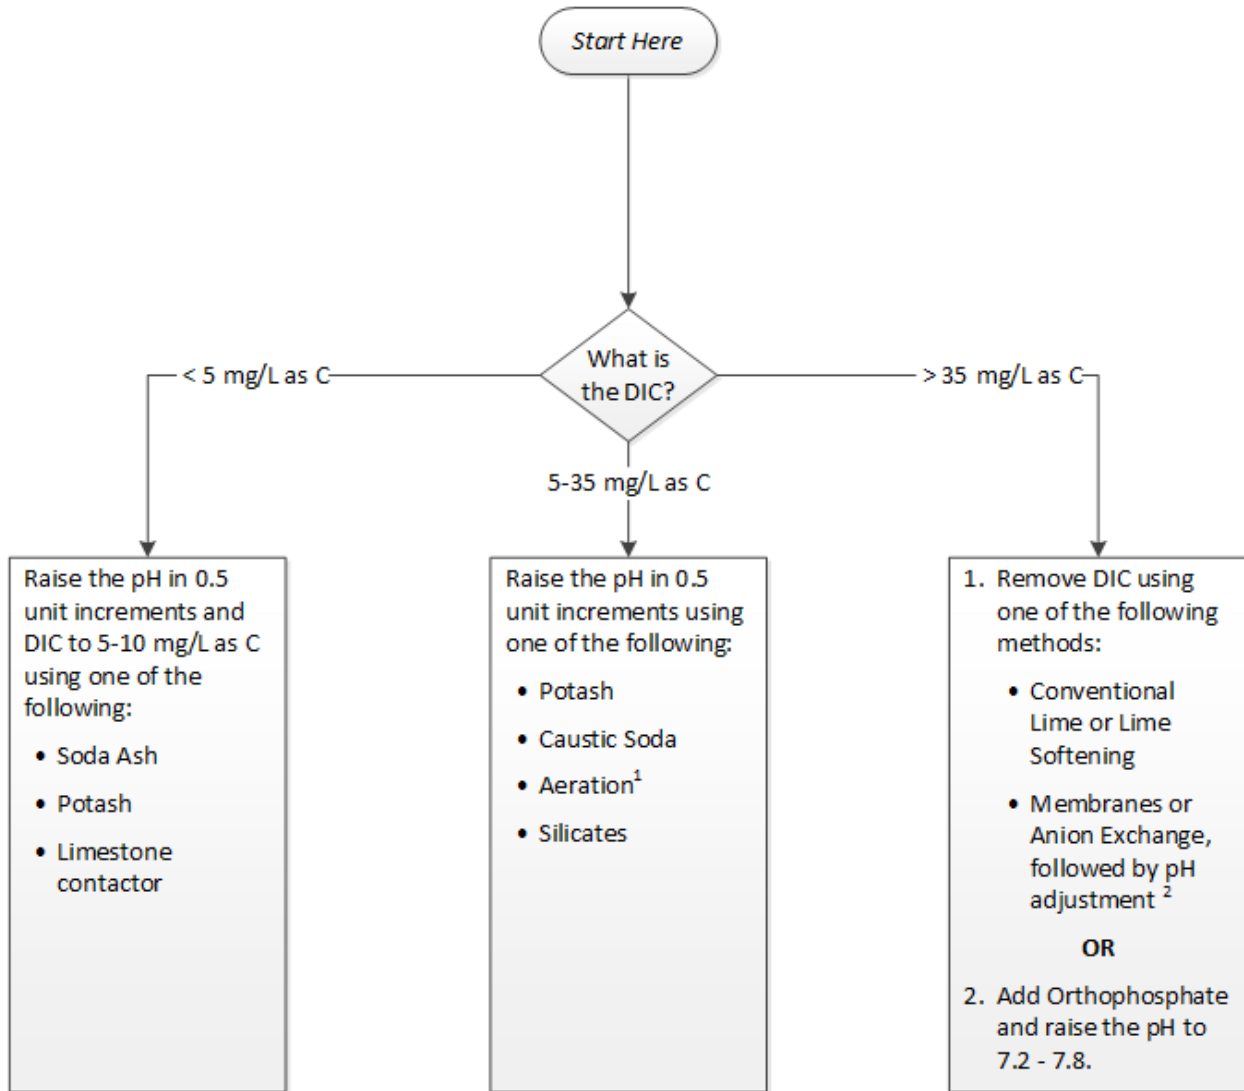 Start Here
What is
the DIC?
< 5 mg/L as C
> 35 mg/L as C
5-35 mg/L as C
Raise the pH in 0.5
unit increments and
DIC to 5-10 mg/L as C
using one of the
following:
• Soda Ash
• Potash
• Limestone
contactor
Raise the pH in 0.5
unit increments using
one of the following:
• Potash
• Caustic Soda
• Aeration¹
• Silicates
1. Remove DIC using
one of the following
methods:
• Conventional
Lime or Lime
Softening
• Membranes or
Anion Exchange,
followed by pH
adjustment ²
OR
2. Add Orthophosphate
and raise the pH to
7.2 - 7.8.